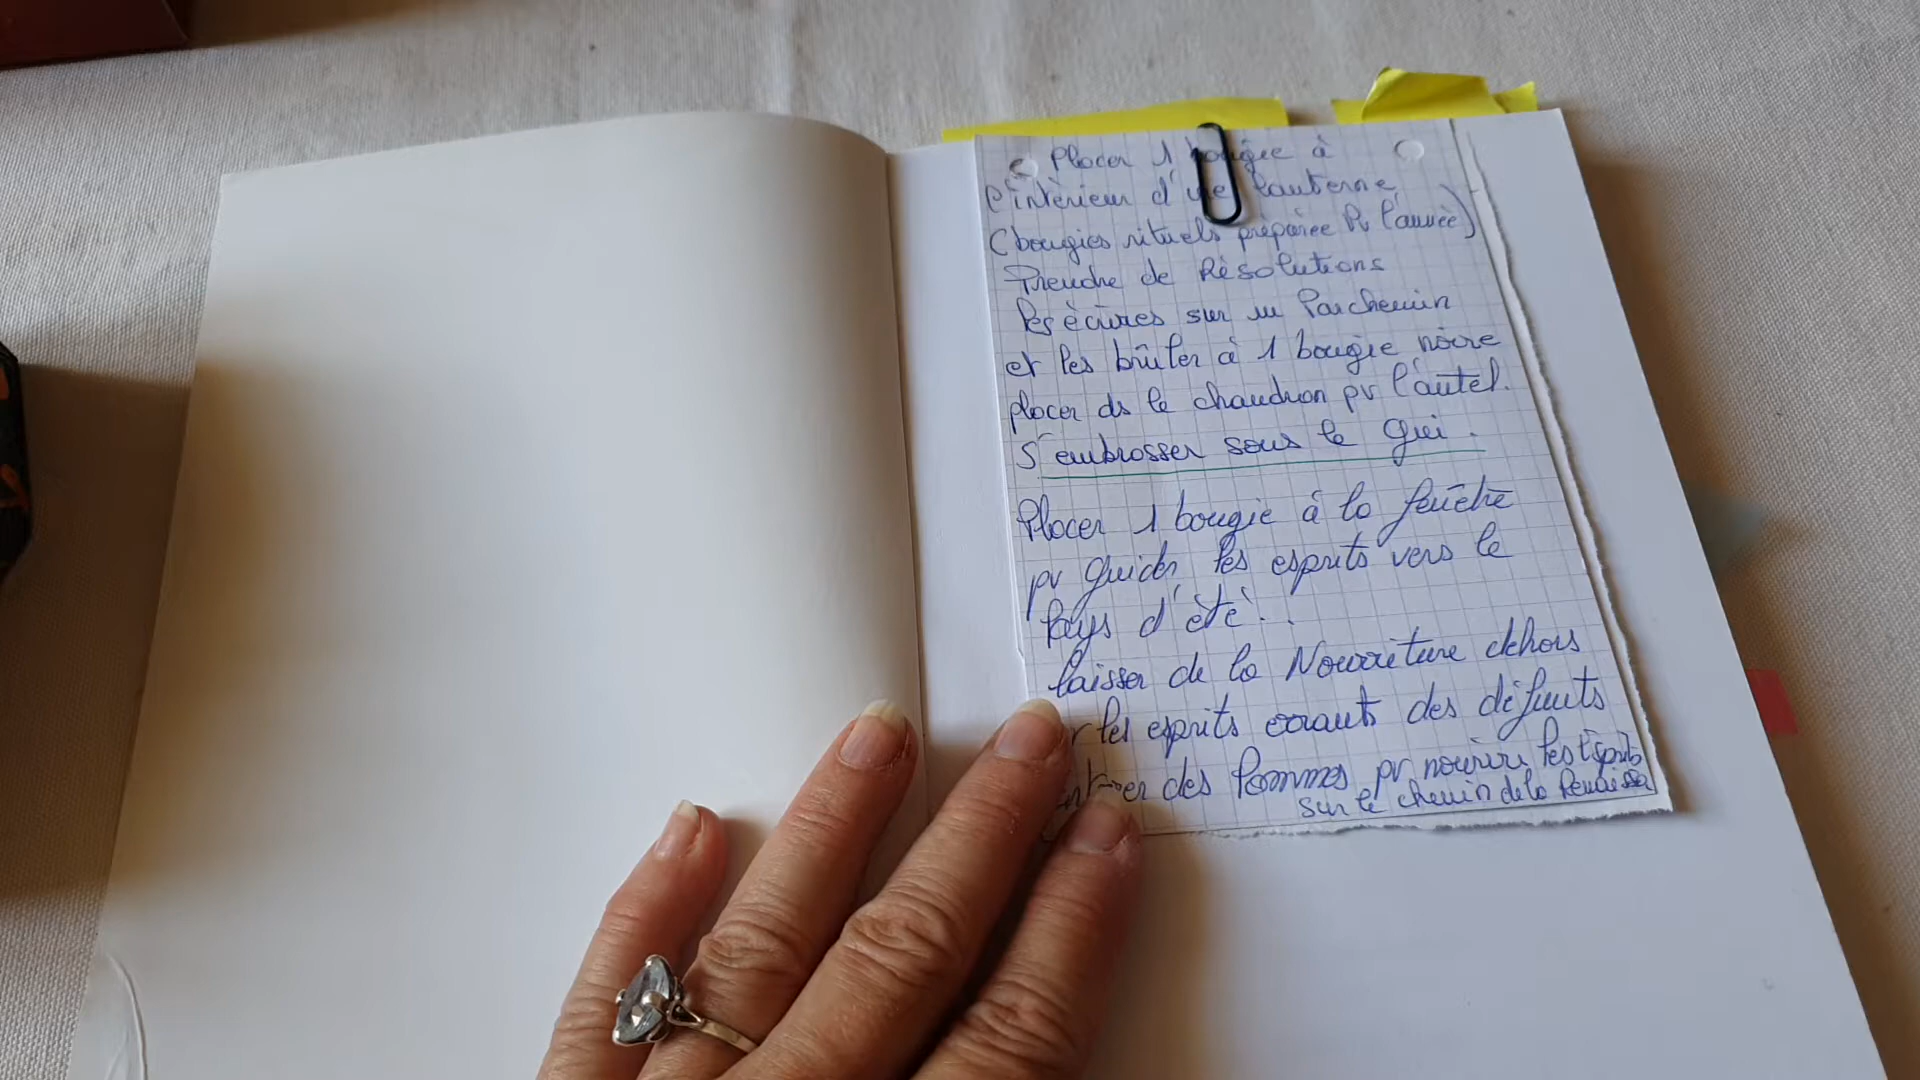 Placer 1 bougie à
l'intèrieur d'une lanterne
(bougies rituels préparée Pr l'année)
Prendre de Résolutions
les écrires sur un Parchemin
et les brûler à 1 bougie noire
placer ds le chaudron pr l'autel.
S'embrasser sous le Gui.
Placer 1 bougie à la fenêtre
pr guider les esprits vers le
Pays d'été.
laisser de la Nourriture dehors
les esprits errants des défunts
des Pommes pr nourrir les Esprits
sur le chemin de la Renaissa